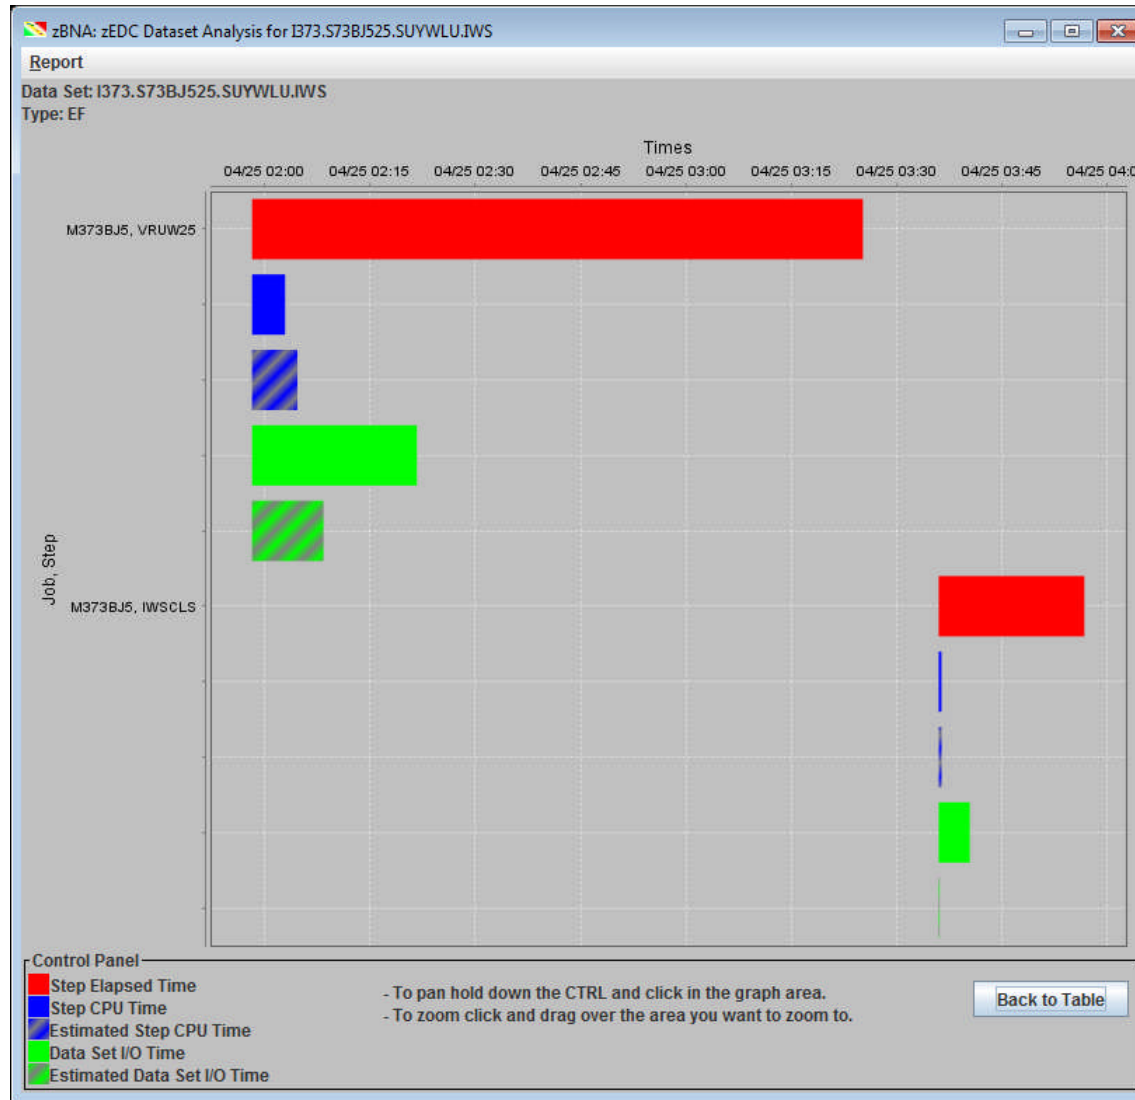 zBNA: zEDC Dataset Analysis for I373.S73BJ525.SUYWLU.IWS
Report
Data Set: I373.S73BJ525.SUYWLU.IWS
Type: EF
Times
04/25 02:00 04/25 02:15 04/25 02:30 04/25 02:45 04/25 03:00 04/25 03:15 04/25 03:30 04/25 03:45 04/25 04:0
M373BJ5, VRUW25
Job, Step
M373BJ5, IWSCLS
Control Panel
Step Elapsed Time
Step CPU Time
Estimated Step CPU Time
Data Set I/O Time
Estimated Data Set I/O Time
- To pan hold down the CTRL and click in the graph area.
- To zoom click and drag over the area you want to zoom to.
Back to Table